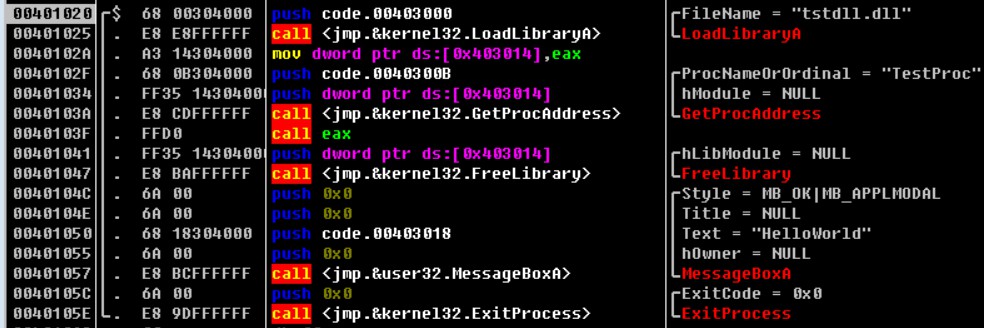 00401020 ┌$ 68 00304000 push code.00403000 ┌FileName = "tstdll.dll"
00401025 . E8 E8FFFFFF call <jmp.&kernel32.LoadLibraryA> └LoadLibraryA
0040102A . A3 14304000 mov dword ptr ds:[0x403014],eax
0040102F . 68 0B304000 push code.0040300B ┌ProcNameOrOrdinal = "TestProc"
00401034 . FF35 1430400 push dword ptr ds:[0x403014] hModule = NULL
0040103A . E8 CDFFFFFF call <jmp.&kernel32.GetProcAddress> └GetProcAddress
0040103F . FFD0 call eax
00401041 . FF35 1430400 push dword ptr ds:[0x403014] ┌hLibModule = NULL
00401047 . E8 BAFFFFFF call <jmp.&kernel32.FreeLibrary> └FreeLibrary
0040104C . 6A 00 push 0x0 ┌Style = MB_OK|MB_APPLMODAL
0040104E . 6A 00 push 0x0 Title = NULL
00401050 . 68 18304000 push code.00403018 Text = "HelloWorld"
00401055 . 6A 00 push 0x0 hOwner = NULL
00401057 . E8 BCFFFFFF call <jmp.&user32.MessageBoxA> └MessageBoxA
0040105C . 6A 00 push 0x0 ┌ExitCode = 0x0
0040105E └. E8 9DFFFFFF call <jmp.&kernel32.ExitProcess> └ExitProcess